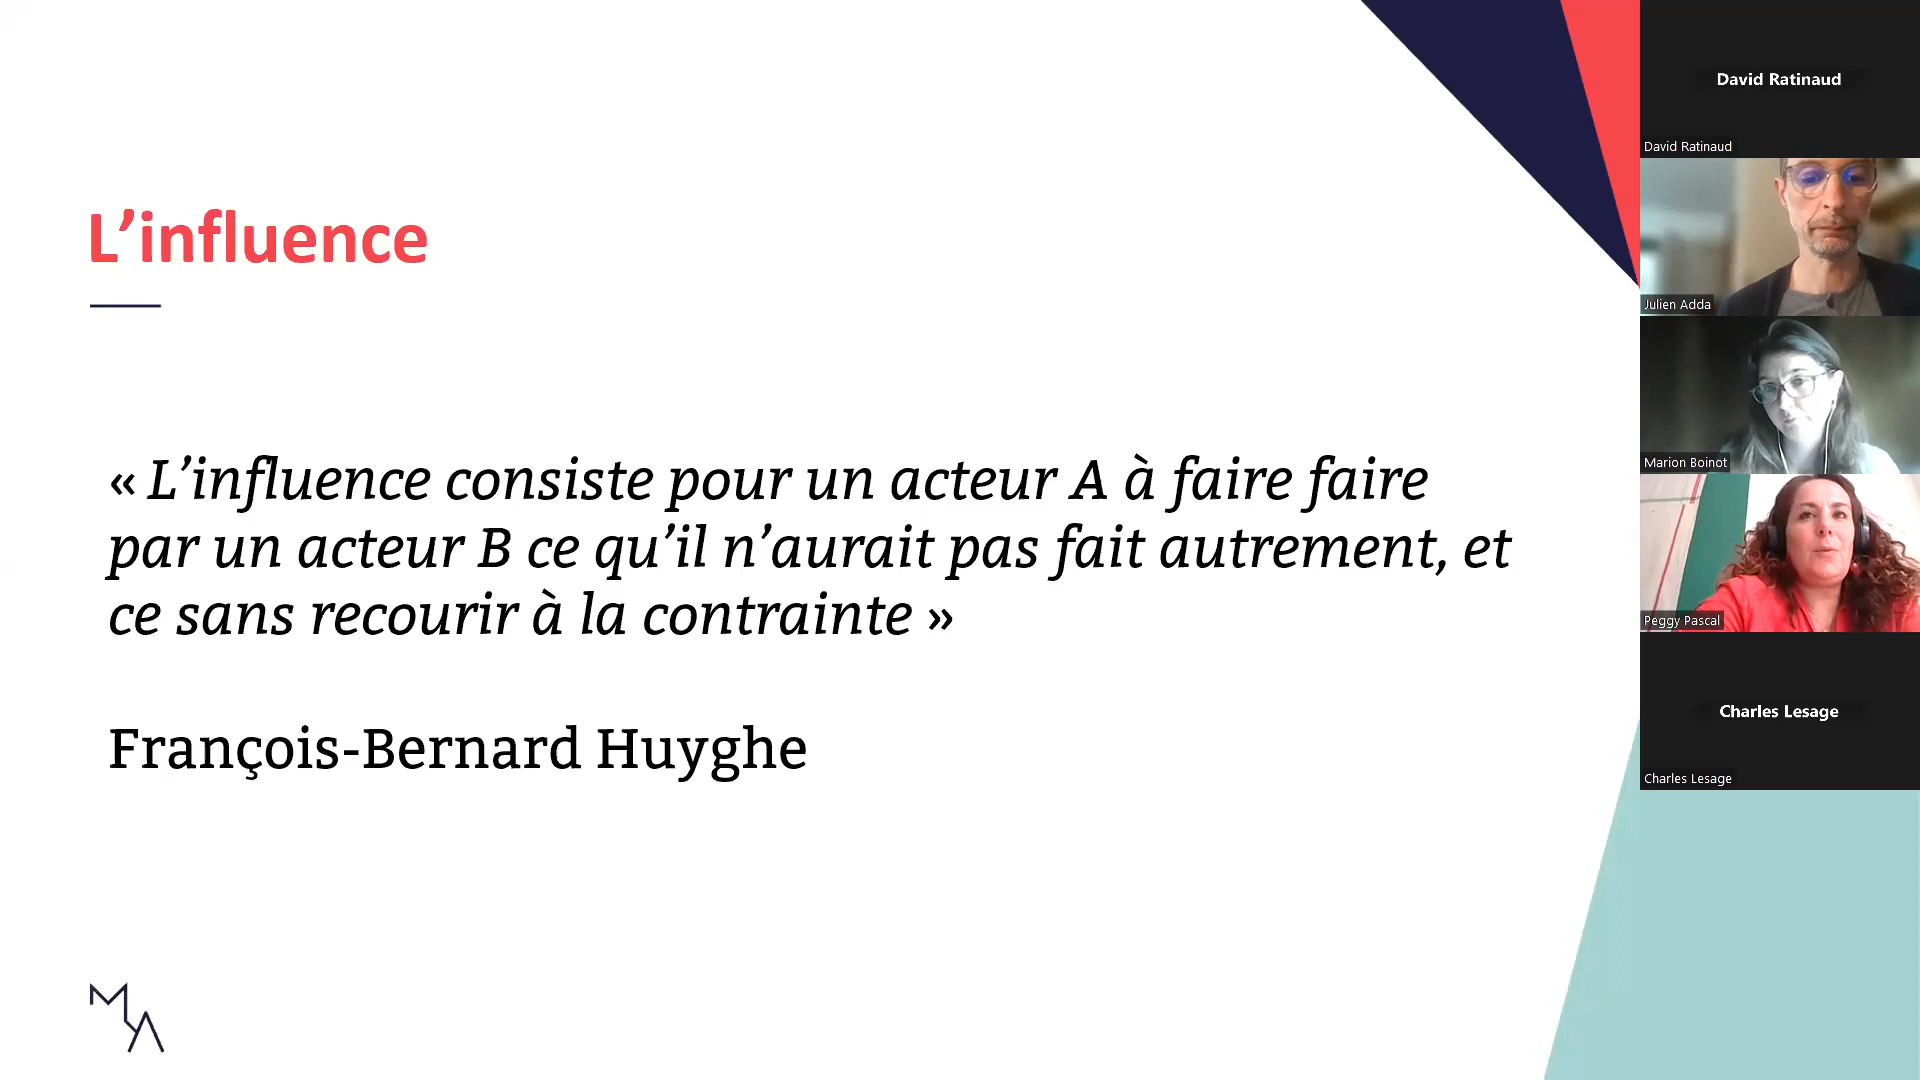 L’influence
« L’influence consiste pour un acteur A à faire faire
par un acteur B ce qu’il n’aurait pas fait autrement, et
ce sans recourir à la contrainte »
François-Bernard Huyghe
MA
David Ratinaud
David Ratinaud
Julien Adda
Marion Boinot
Peggy Pascal
Charles Lesage
Charles Lesage